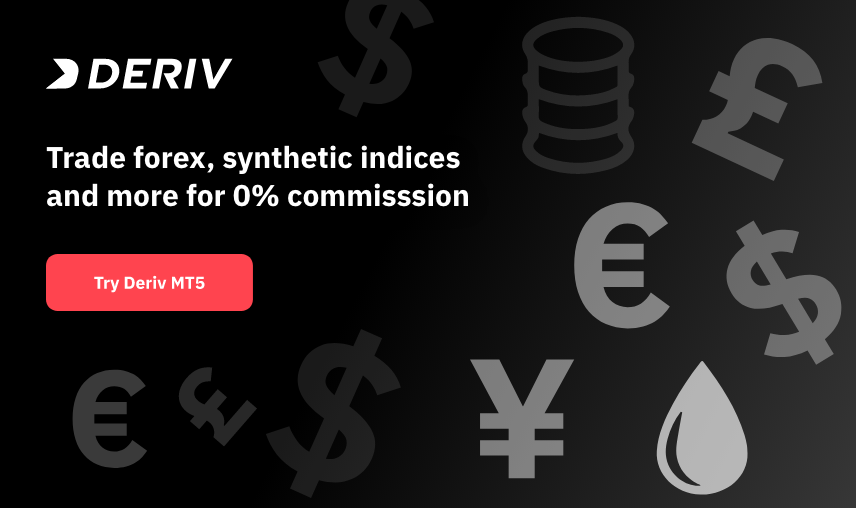 DERIV
Trade forex, synthetic indices
and more for 0% commisssion
Try Deriv MT5